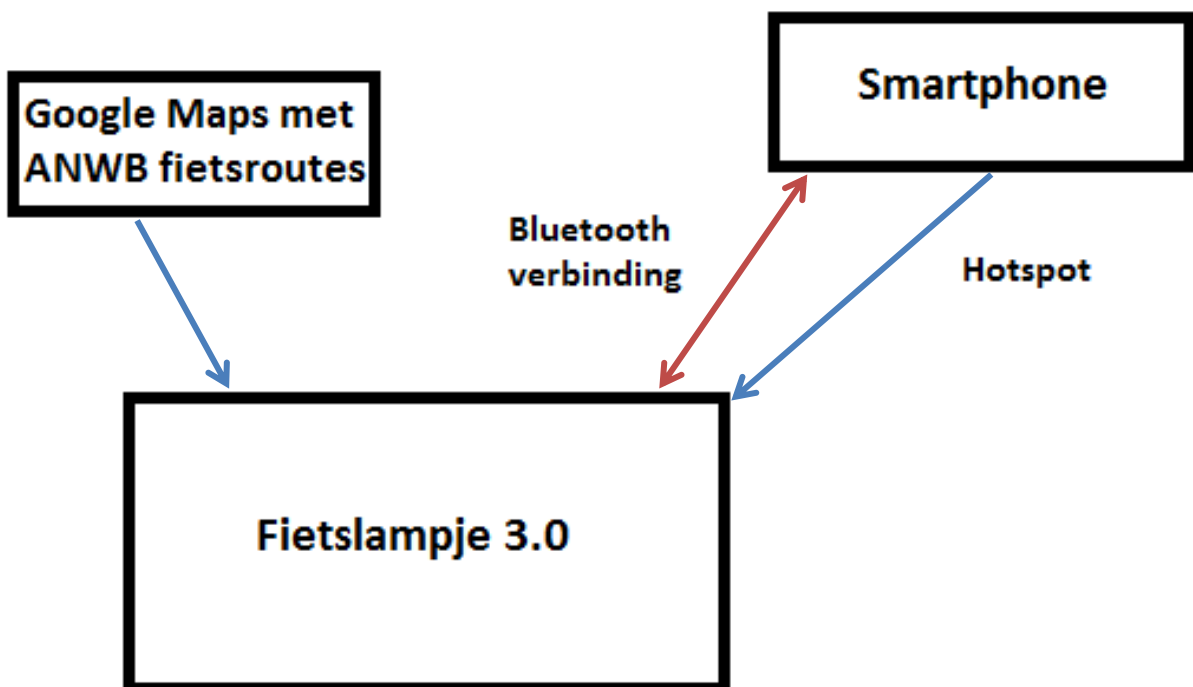 Google Maps met
ANWB fietsroutes
Smartphone
Bluetooth
verbinding
Hotspot
Fietslampje 3.0